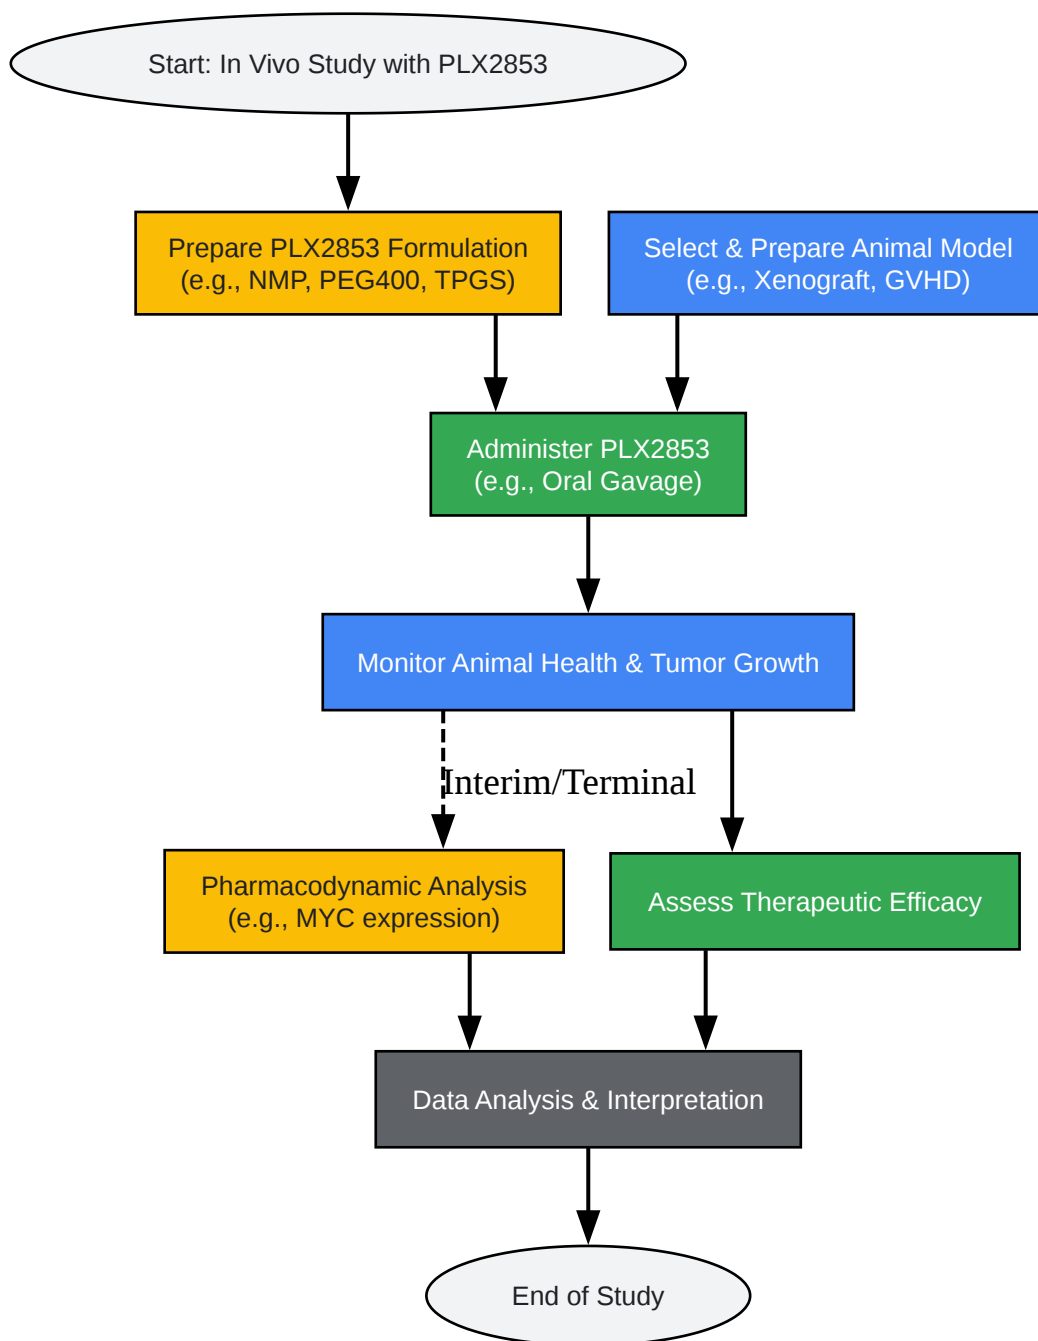 Start: In Vivo Study with PLX2853
Prepare PLX2853 Formulation
(e.g., NMP, PEG400, TPGS)
Select & Prepare Animal Model
(e.g., Xenograft, GVHD)
Administer PLX2853
(e.g., Oral Gavage)
Monitor Animal Health & Tumor Growth
Interim/Terminal
Pharmacodynamic Analysis
(e.g., MYC expression)
Assess Therapeutic Efficacy
Data Analysis & Interpretation
End of Study